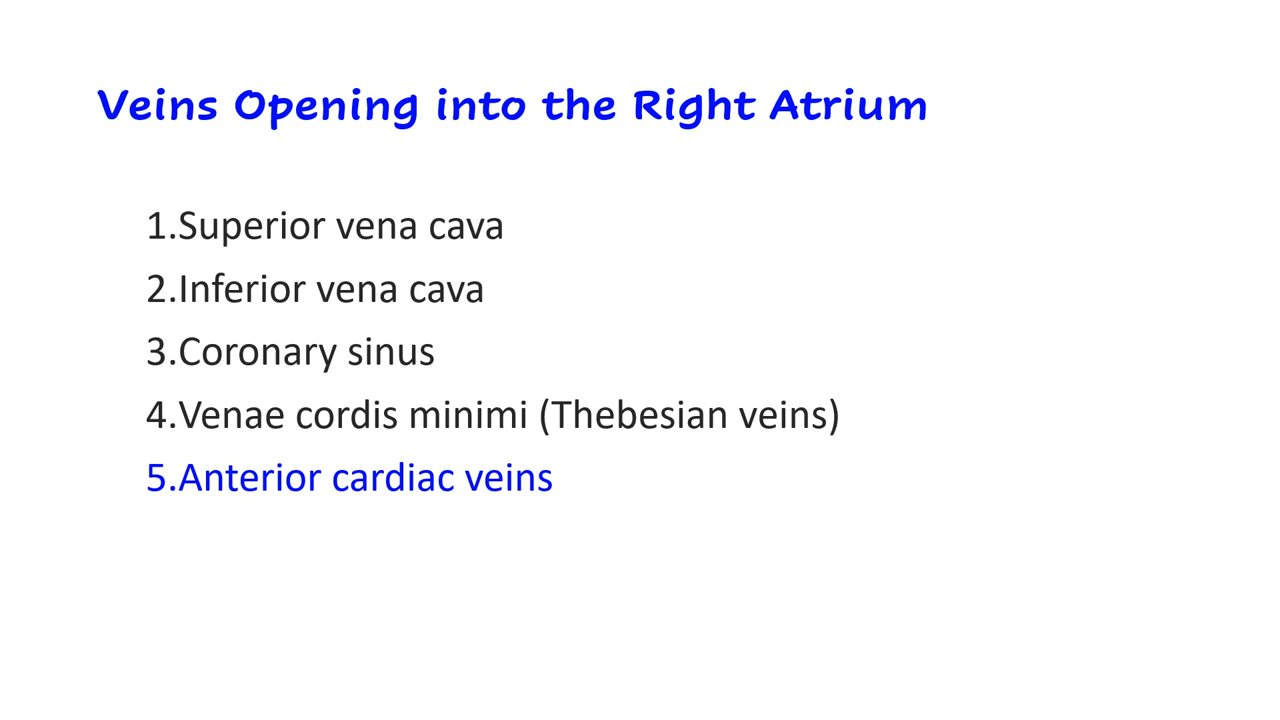 Veins Opening into the Right Atrium
1.Superior vena cava
2.Inferior vena cava
3.Coronary sinus
4.Venae cordis minimi (Thebesian veins)
5.Anterior cardiac veins